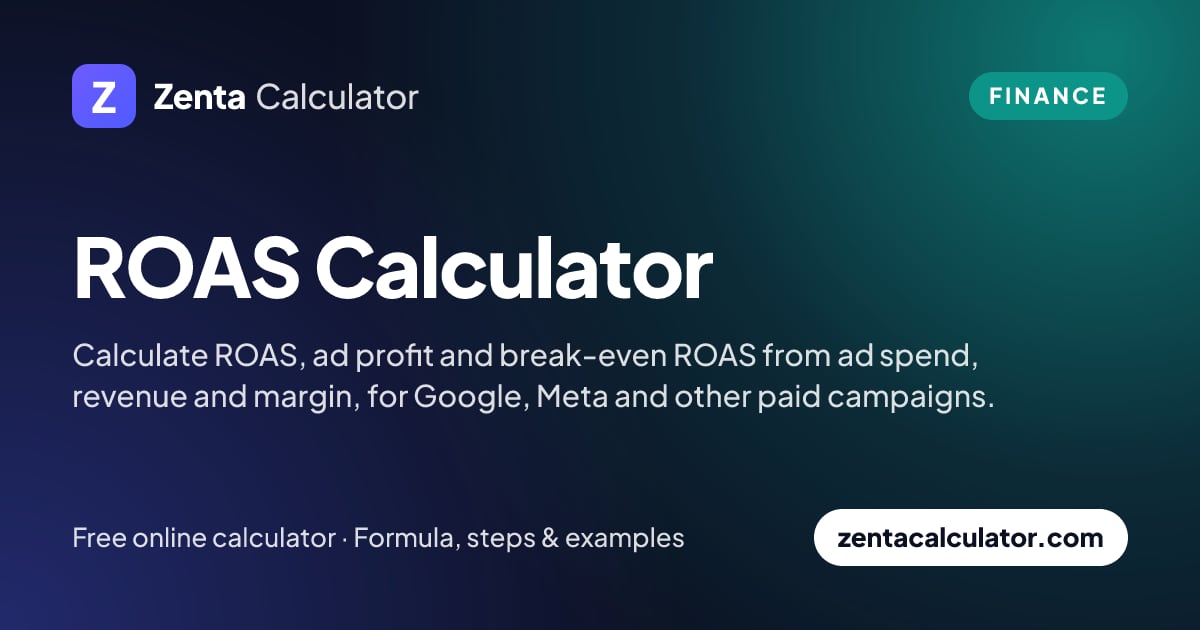 Z Zenta Calculator
FINANCE
ROAS Calculator
Calculate ROAS, ad profit and break-even ROAS from ad spend,
revenue and margin, for Google, Meta and other paid campaigns.
Free online calculator · Formula, steps & examples
zentacalculator.com